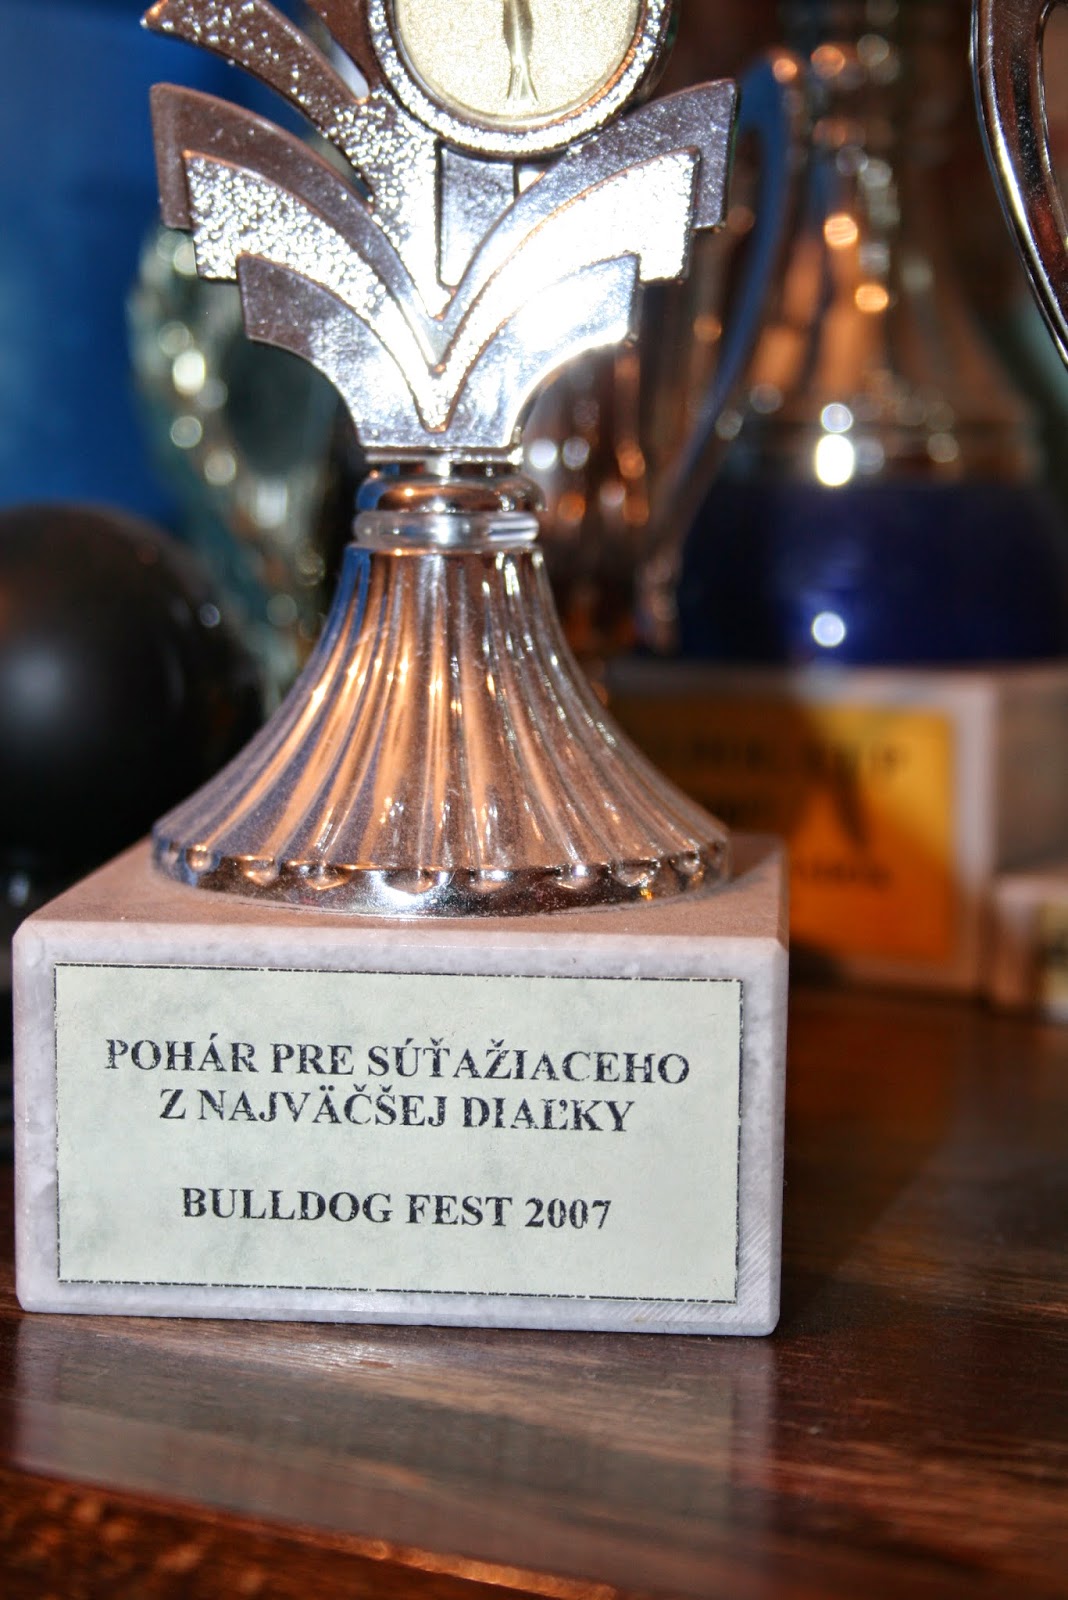 POHÁR PRE SÚŤAŽIACEHO
Z NAJVÄČŠEJ DIAĽKY
BULLDOG FEST 2007